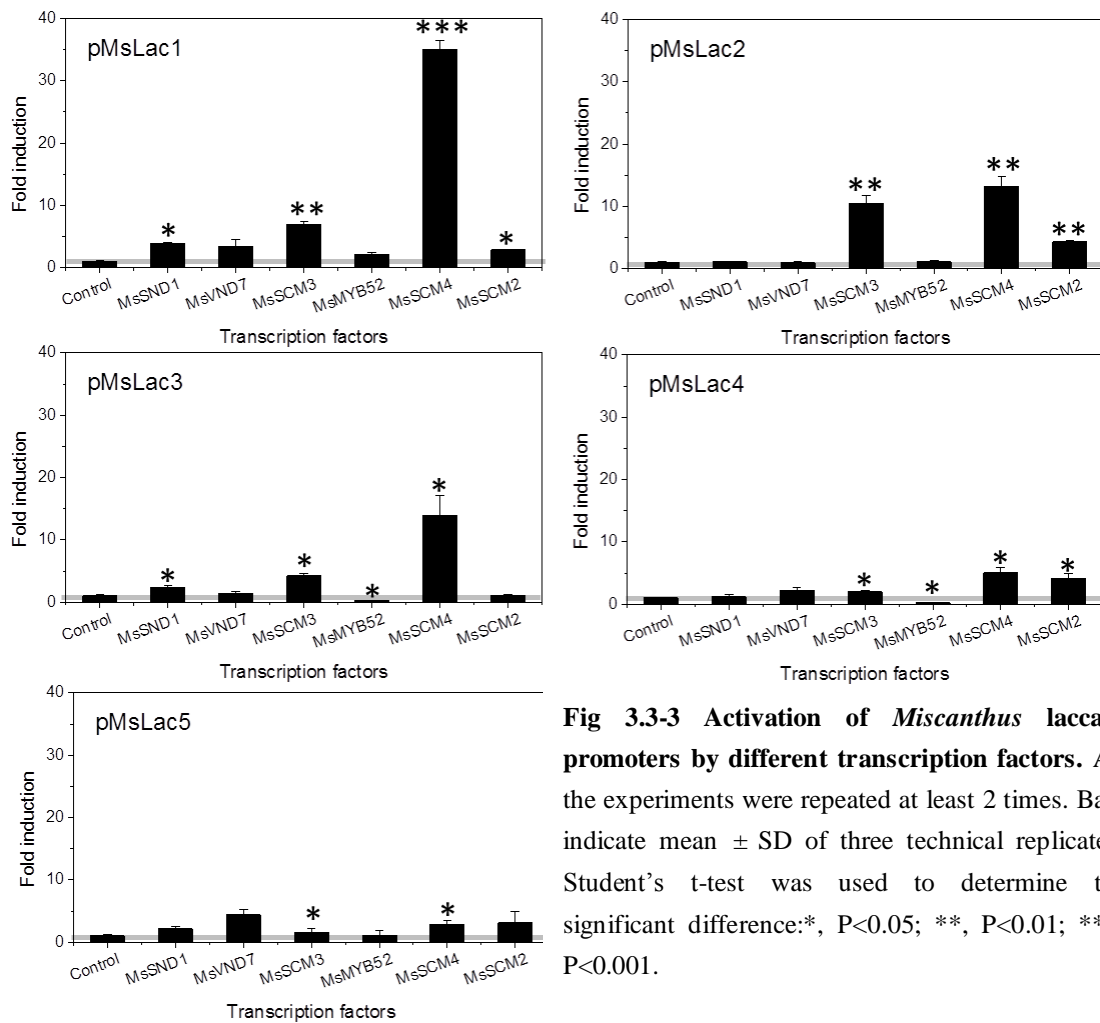 pMsLac1
Fold induction
40
30
20
10
0
*
**
***
*
Control
MsSND1
MsVND7
MsSCM3
MsMYB52
MsSCM4
MsSCM2
Transcription factors
pMsLac2
Fold induction
40
30
20
10
0
**
**
**
Control
MsSND1
MsVND7
MsSCM3
MsMYB52
MsSCM4
MsSCM2
Transcription factors
pMsLac3
Fold induction
40
30
20
10
0
*
*
*
*
Control
MsSND1
MsVND7
MsSCM3
MsMYB52
MsSCM4
MsSCM2
Transcription factors
pMsLac4
Fold induction
40
30
20
10
0
*
*
*
*
Control
MsSND1
MsVND7
MsSCM3
MsMYB52
MsSCM4
MsSCM2
Transcription factors
pMsLac5
Fold induction
40
30
20
10
0
*
*
Control
MsSND1
MsVND7
MsSCM3
MsMYB52
MsSCM4
MsSCM2
Transcription factors
Fig 3.3-3 Activation of Miscanthus lacca
promoters by different transcription factors. A
the experiments were repeated at least 2 times. Ba
indicate mean ± SD of three technical replicate
Student's t-test was used to determine t
significant difference:*, P<0.05; **, P<0.01; **
P<0.001.